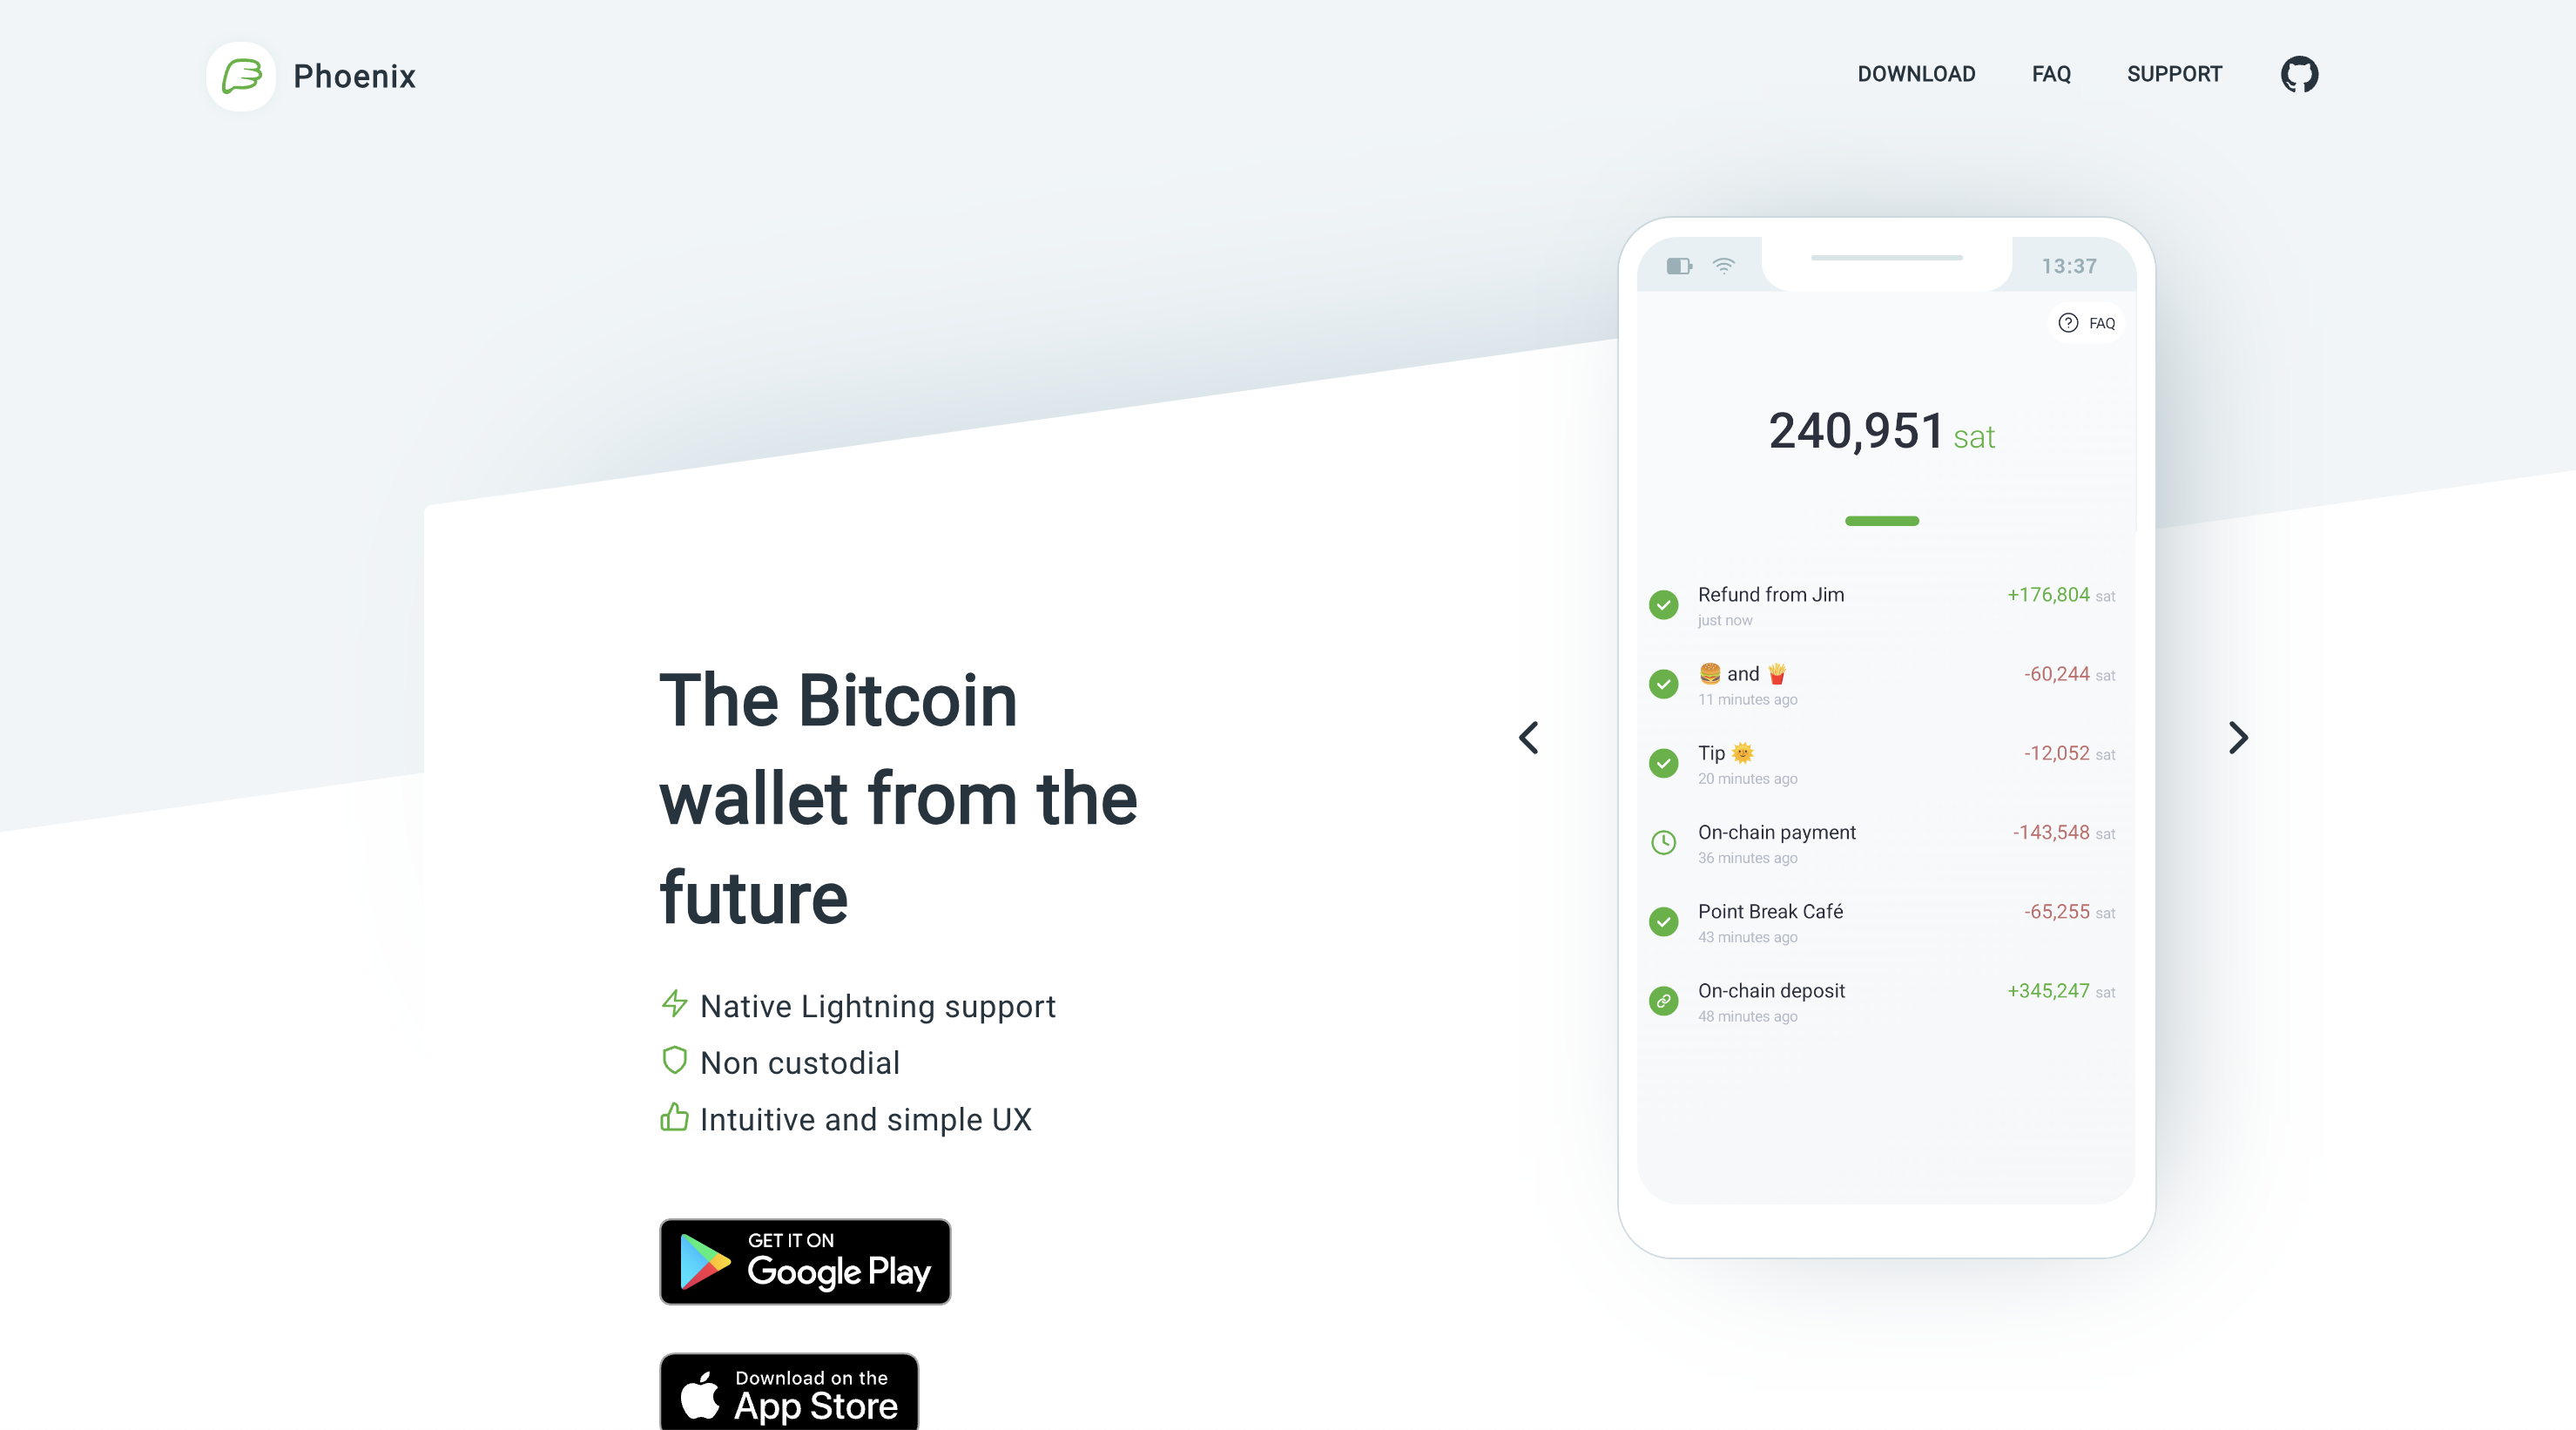 Phoenix
DOWNLOAD FAQ SUPPORT
The Bitcoin
wallet from the
future
Native Lightning support
Non custodial
Intuitive and simple UX
GET IT ON
Google Play
Download on the
App Store
13:37
FAQ
240,951 sat
Refund from Jim +176,804 sat
just now
🍔 and 🍟 -60,244 sat
11 minutes ago
Tip 🌞 -12,052 sat
20 minutes ago
On-chain payment -143,548 sat
36 minutes ago
Point Break Café -65,255 sat
43 minutes ago
On-chain deposit +345,247 sat
48 minutes ago